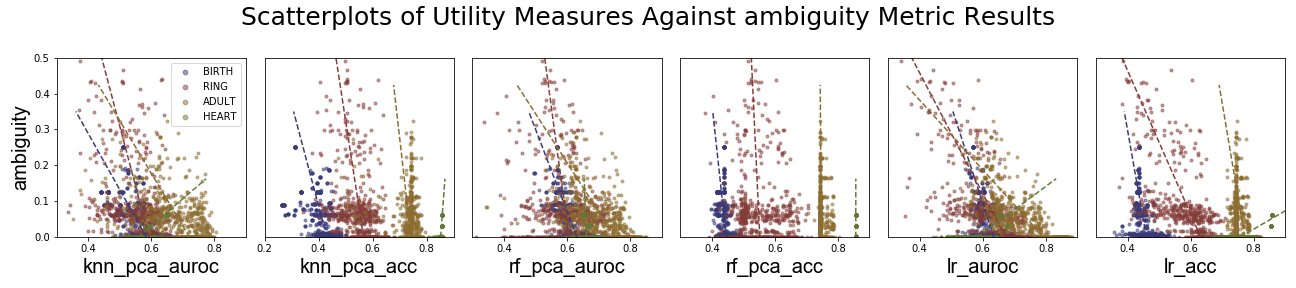 Scatterplots of Utility Measures Against ambiguity Metric Results
ambiguity
0.5
0.4
0.3
0.2
0.1
0.0
BIRTH
RING
ADULT
HEART
0.4 0.6 0.8
0.2 0.4 0.6 0.8
0.4 0.6 0.8
0.4 0.6 0.8
0.4 0.6 0.8
0.4 0.6 0.8
knn_pca_auroc
knn_pca_acc
rf_pca_auroc
rf_pca_acc
lr_auroc
lr_acc